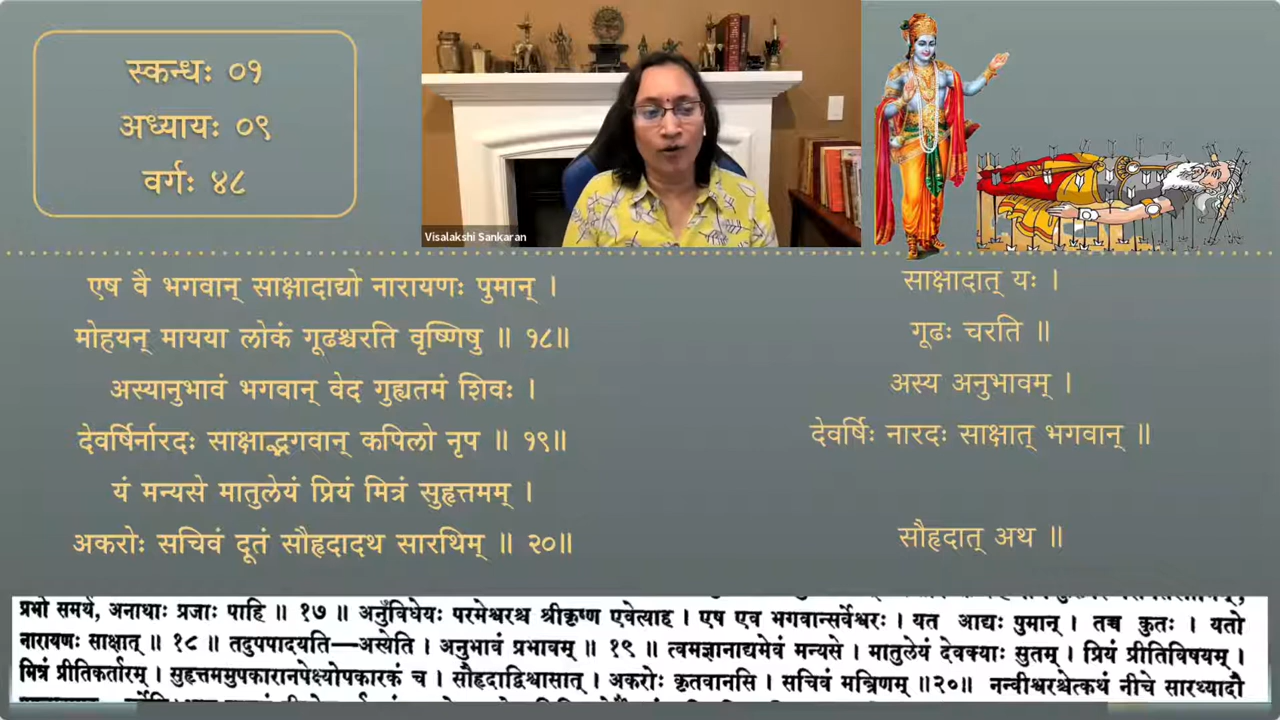 स्कन्धः ०१
अध्यायः ०९
वर्गः ४८
Visalakshi Sankaran
एष वै भगवान् साक्षादाद्यो नारायणः पुमान् ।
मोहयन् मायया लोकं गूढश्चरति वृष्णिषु ॥ १८॥
अस्यानुभावं भगवान् वेद गुह्यतमं शिवः ।
देवर्षिर्नारदः साक्षाद्भगवान् कपिलो नृप ॥ १९॥
यं मन्यसे मातुलेयं प्रियं मित्रं सुहृत्तमम् ।
अकरोः सचिवं दूतं सौहृदादथ सारथिम् ॥ २०॥
साक्षादात् यः ।
गूढः चरति ॥
अस्य अनुभावम् ।
देवर्षिः नारदः साक्षात् भगवान् ॥
सौहृदात् अथ ॥
प्रभो समर्थ, अनाथाः प्रजाः पाहि ॥ १७ ॥ अनुविधेयः परमेश्वरश्च श्रीकृष्ण एवेत्याह । एष एव भगवान्सर्वेश्वरः । यत आद्यः पुमान् । तच्च कुतः । यतो
नारायणः साक्षात् ॥ १८ ॥ तदुपपादयति—अस्येति । अनुभावं प्रभावम् ॥ १९ ॥ त्वमज्ञानाद्यमेवं मन्यसे । मातुलेयं देवक्याः सुतम् । प्रियं प्रीतिविषयम् ।
मित्रं प्रीतिकर्तारम् । सुहृत्तममुपकारानपेक्ष्योपकारकं च । सौहृदाद्विश्वासात् । अकरोः कृतवानसि । सचिवं मन्त्रिणम् ॥२०॥ नन्वीश्वरश्चेत्कथं नीचे सारथ्यादौ